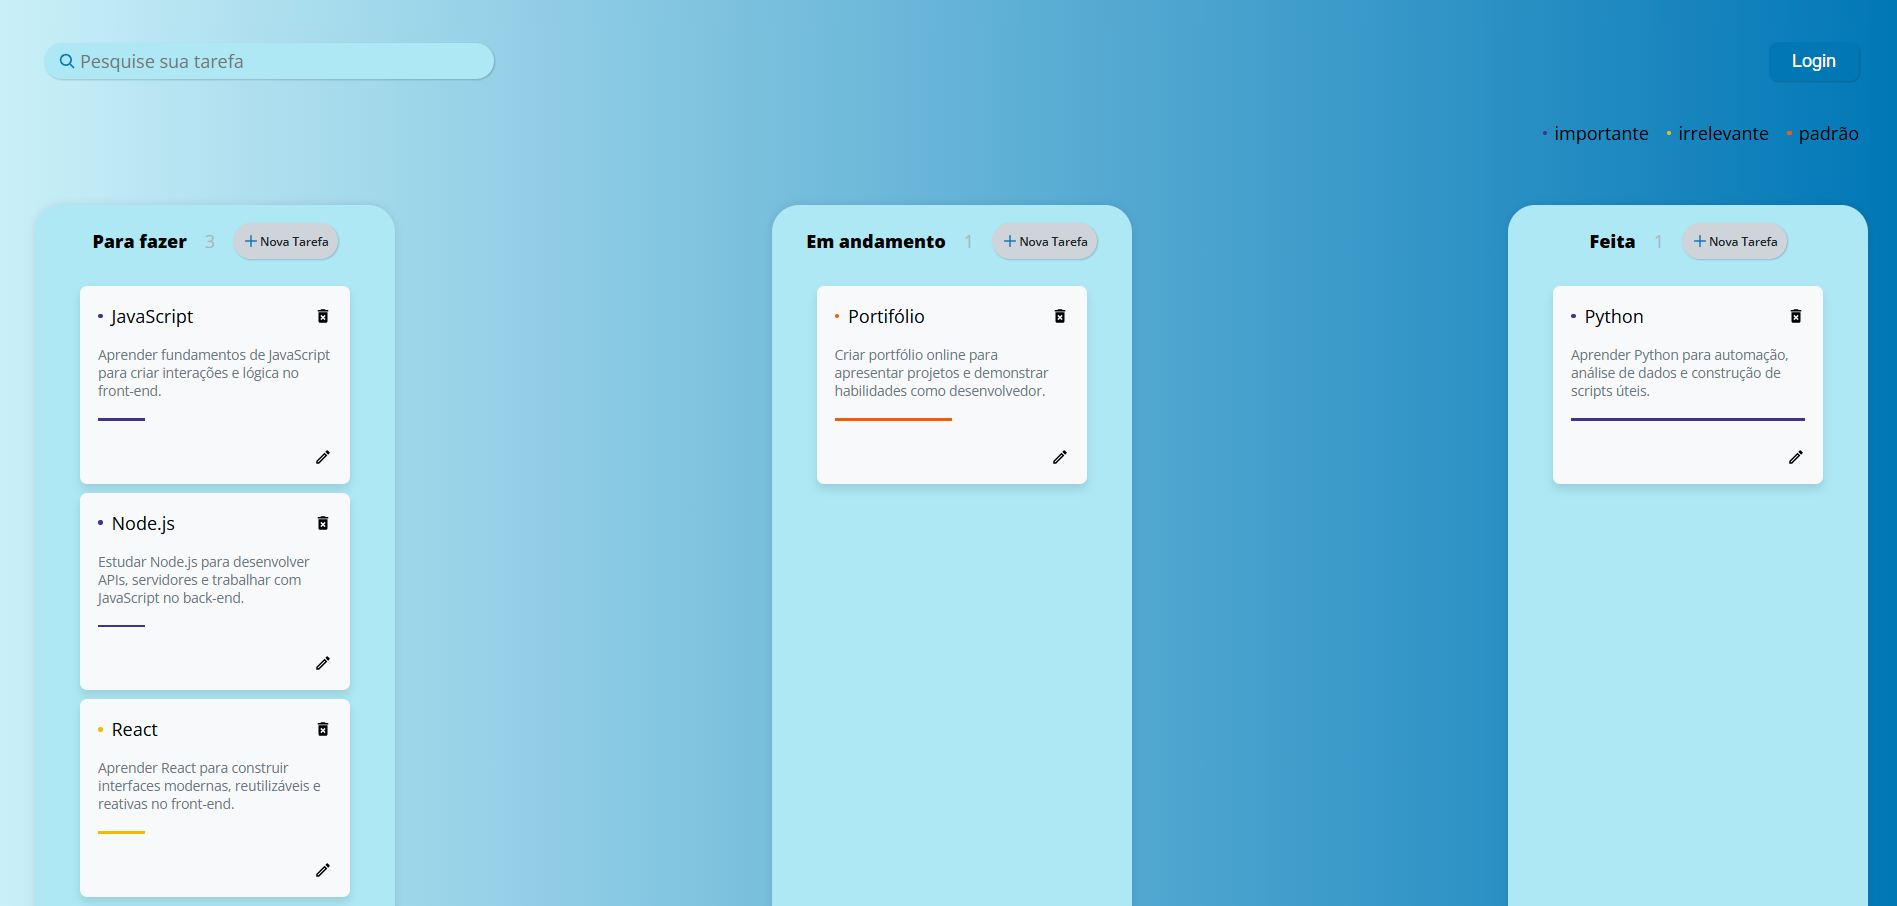 Pesquise sua tarefa
Login
importante irrelevante padrão
Para fazer 3 Nova Tarefa
JavaScript
Aprender fundamentos de JavaScript
para criar interações e lógica no
front-end.
Node.js
Estudar Node.js para desenvolver
APIs, servidores e trabalhar com
JavaScript no back-end.
React
Aprender React para construir
interfaces modernas, reutilizáveis e
reativas no front-end.
Em andamento 1 Nova Tarefa
Portifólio
Criar portfólio online para
apresentar projetos e demonstrar
habilidades como desenvolvedor.
Feita 1 Nova Tarefa
Python
Aprender Python para automação,
análise de dados e construção de
scripts úteis.